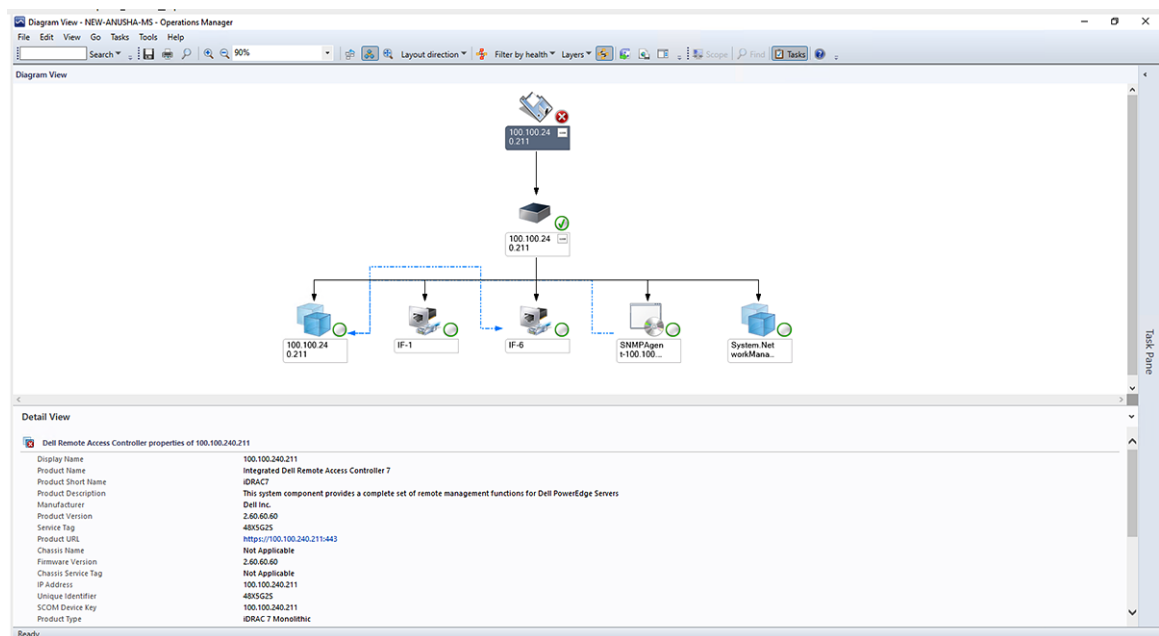 Diagram View - NEW-ANUSHA-MS - Operations Manager
File Edit View Go Tasks Tools Help
Search 90% Layout direction Filter by health Layers Scope Find Tasks
Diagram View
100.100.24
0.211
100.100.24
0.211
100.100.24
0.211
IF-1
IF-6
SNMPAgen
t-100.100...
System.Net
workMana..
Task Pane
Detail View
Dell Remote Access Controller properties of 100.100.240.211
Display Name 100.100.240.211
Product Name Integrated Dell Remote Access Controller 7
Product Short Name iDRAC7
Product Description This system component provides a complete set of remote management functions for Dell PowerEdge Servers
Manufacturer Dell Inc.
Product Version 2.60.60.60
Service Tag 48X5G2S
Product URL https://100.100.240.211:443
Chassis Name Not Applicable
Firmware Version 2.60.60.60
Chassis Service Tag Not Applicable
IP Address 100.100.240.211
Unique Identifier 48X5G2S
SCOM Device Key 100.100.240.211
Product Type iDRAC 7 Monolithic
Ready